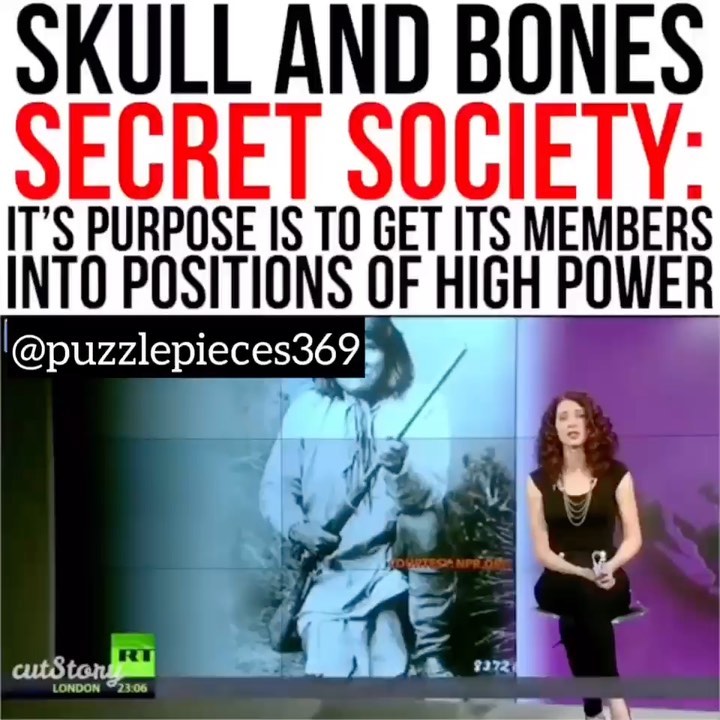 SKULL AND BONES
SECRET SOCIETY:
IT'S PURPOSE IS TO GET ITS MEMBERS
INTO POSITIONS OF HIGH POWER
@puzzlepieces369
COURTESY: NPR.ORG
8372
cutStory
RT
LONDON 23:06